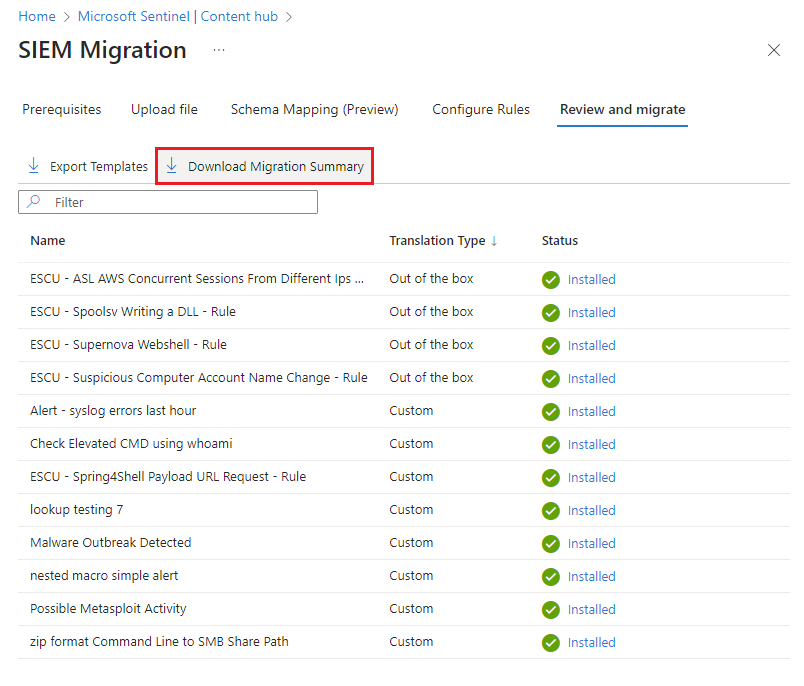 Home > Microsoft Sentinel | Content hub >
SIEM Migration ...
Prerequisites Upload file Schema Mapping (Preview) Configure Rules Review and migrate
Export Templates Download Migration Summary
Filter
Name Translation Type ↓ Status
ESCU - ASL AWS Concurrent Sessions From Different Ips ... Out of the box Installed
ESCU - Spoolsv Writing a DLL - Rule Out of the box Installed
ESCU - Supernova Webshell - Rule Out of the box Installed
ESCU - Suspicious Computer Account Name Change - Rule Out of the box Installed
Alert - syslog errors last hour Custom Installed
Check Elevated CMD using whoami Custom Installed
ESCU - Spring4Shell Payload URL Request - Rule Custom Installed
lookup testing 7 Custom Installed
Malware Outbreak Detected Custom Installed
nested macro simple alert Custom Installed
Possible Metasploit Activity Custom Installed
zip format Command Line to SMB Share Path Custom Installed